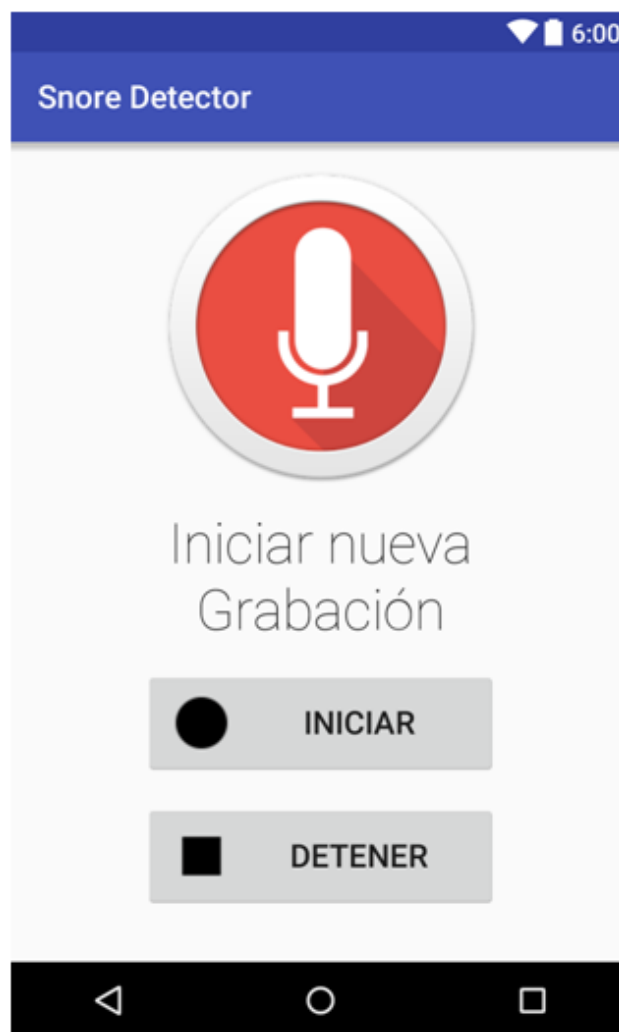 6:00
Snore Detector
Iniciar nueva
Grabación
INICIAR
DETENER